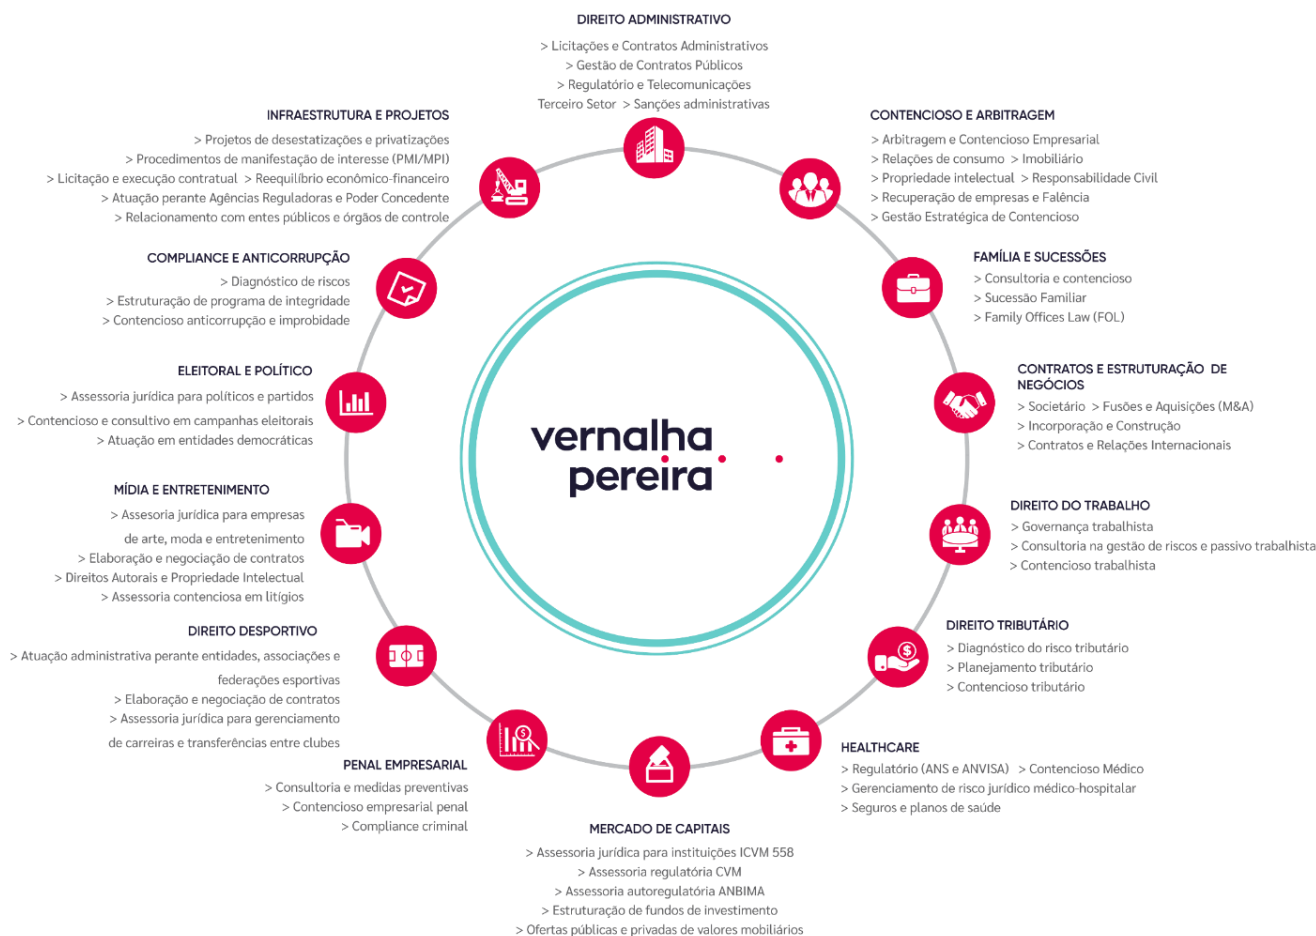 DIREITO ADMINISTRATIVO
> Licitações e Contratos Administrativos
> Gestão de Contratos Públicos
> Regulatório e Telecomunicações
Terceiro Setor > Sanções administrativas
CONTENCIOSO E ARBITRAGEM
> Arbitragem e Contencioso Empresarial
> Relações de consumo > Imobiliário
> Propriedade intelectual > Responsabilidade Civil
> Recuperação de empresas e Falência
> Gestão Estratégica de Contencioso
FAMÍLIA E SUCESSÕES
> Consultoria e contencioso
> Sucessão Familiar
> Family Offices Law (FOL)
CONTRATOS E ESTRUTURAÇÃO DE
NEGÓCIOS
> Societário > Fusões e Aquisições (M&A)
> Incorporação e Construção
> Contratos e Relações Internacionais
DIREITO DO TRABALHO
> Governança trabalhista
> Consultoria na gestão de riscos e passivo trabalhista
> Contencioso trabalhista
DIREITO TRIBUTÁRIO
> Diagnóstico do risco tributário
> Planejamento tributário
> Contencioso tributário
HEALTHCARE
> Regulatório (ANS e ANVISA) > Contencioso Médico
> Gerenciamento de risco jurídico médico-hospitalar
> Seguros e planos de saúde
MERCADO DE CAPITAIS
> Assessoria jurídica para instituições ICVM 558
> Assessoria regulatória CVM
> Assessoria autoregulatória ANBIMA
> Estruturação de fundos de investimento
> Ofertas públicas e privadas de valores mobiliários
PENAL EMPRESARIAL
> Consultoria e medidas preventivas
> Contencioso empresarial penal
> Compliance criminal
DIREITO DESPORTIVO
> Atuação administrativa perante entidades, associações e
federações esportivas
> Elaboração e negociação de contratos
> Assessoria jurídica para gerenciamento
de carreiras e transferências entre clubes
MÍDIA E ENTRETENIMENTO
> Assesoria jurídica para empresas
de arte, moda e entretenimento
> Elaboração e negociação de contratos
> Direitos Autorais e Propriedade Intelectual
> Assessoria contenciosa em litígios
ELEITORAL E POLÍTICO
> Assessoria jurídica para políticos e partidos
> Contencioso e consultivo em campanhas eleitorais
> Atuação em entidades democráticas
COMPLIANCE E ANTICORRUPÇÃO
> Diagnóstico de riscos
> Estruturação de programa de integridade
> Contencioso anticorrupção e improbidade
INFRAESTRUTURA E PROJETOS
> Projetos de desestatizações e privatizações
> Procedimentos de manifestação de interesse (PMI/MPI)
> Licitação e execução contratual > Reequilíbrio econômico-financeiro
> Atuação perante Agências Reguladoras e Poder Concedente
> Relacionamento com entes públicos e órgãos de controle
vernalha
pereira
$
$